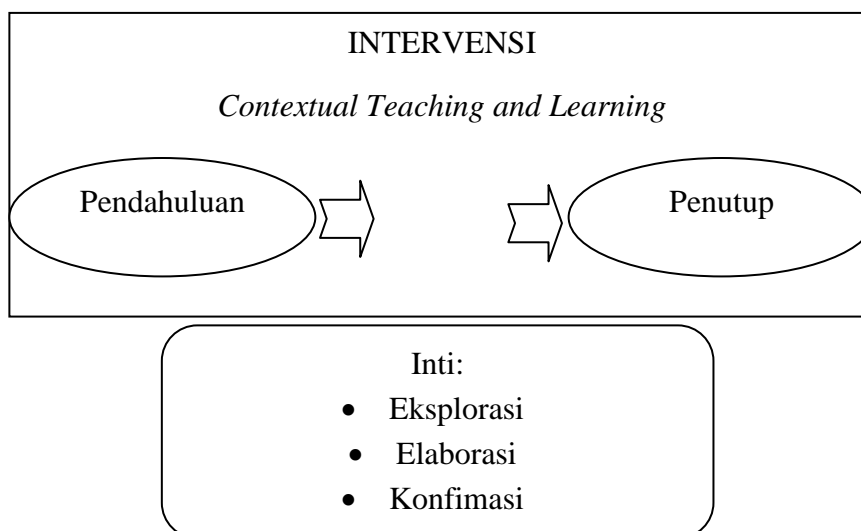 INTERVENSI
Contextual Teaching and Learning
Pendahuluan
Penutup
Inti:
• Eksplorasi
• Elaborasi
• Konfimasi